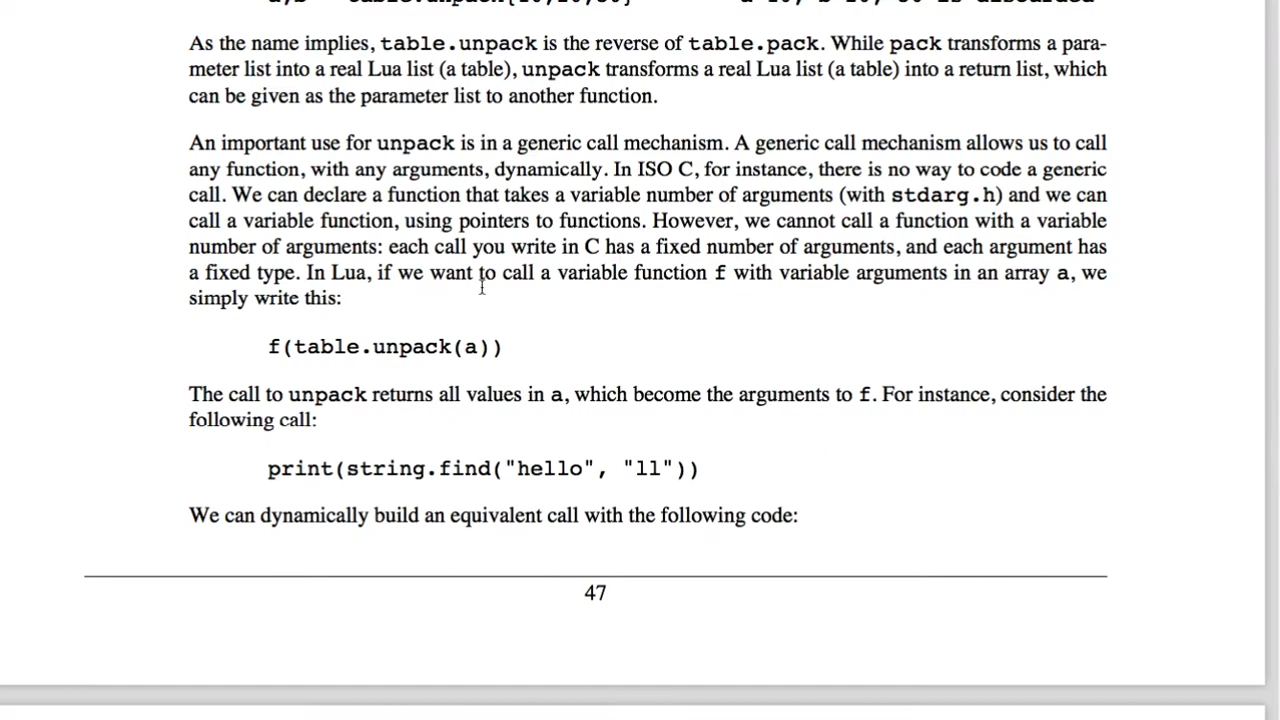 As the name implies, table.unpack is the reverse of table.pack. While pack transforms a para-
meter list into a real Lua list (a table), unpack transforms a real Lua list (a table) into a return list, which
can be given as the parameter list to another function.
An important use for unpack is in a generic call mechanism. A generic call mechanism allows us to call
any function, with any arguments, dynamically. In ISO C, for instance, there is no way to code a generic
call. We can declare a function that takes a variable number of arguments (with stdarg.h) and we can
call a variable function, using pointers to functions. However, we cannot call a function with a variable
number of arguments: each call you write in C has a fixed number of arguments, and each argument has
a fixed type. In Lua, if we want to call a variable function f with variable arguments in an array a, we
simply write this:
f(table.unpack(a))
The call to unpack returns all values in a, which become the arguments to f. For instance, consider the
following call:
print(string.find("hello", "ll"))
We can dynamically build an equivalent call with the following code:
47